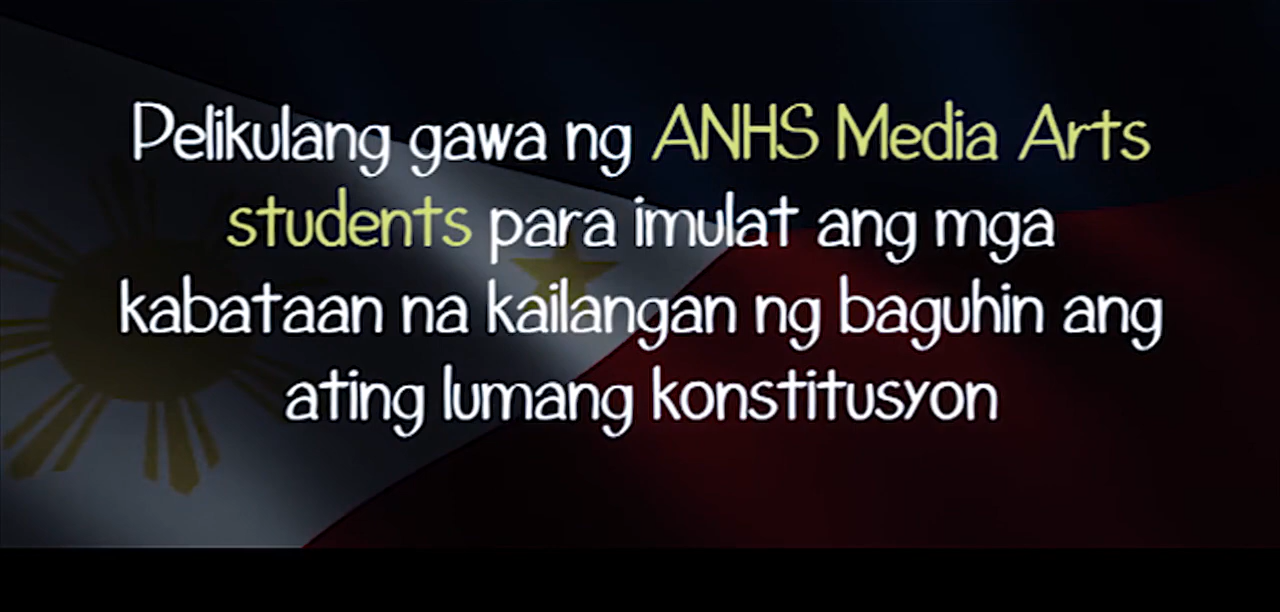 Pelikulang gawa ng ANHS Media Arts
students para imulat ang mga
kabataan na kailangan ng baguhin ang
ating lumang konstitusyon